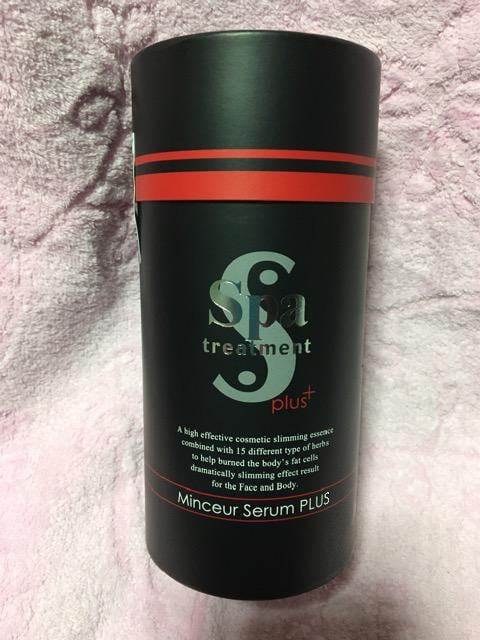 Spa
treatment
plus+
A high effective cosmetic slimming essence
combined with 15 different type of herbs
to help burned the body's fat cells
dramatically slimming effect result
for the Face and Body.
Minceur Serum PLUS